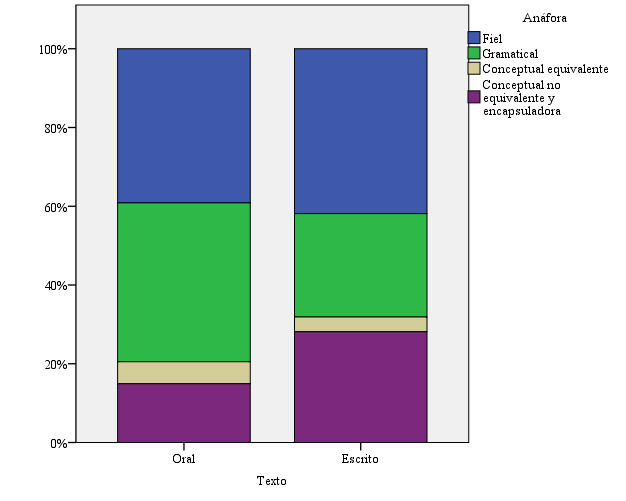 Anáfora
Fiel
Gramatical
Conceptual equivalente
Conceptual no
equivalente y
encapsuladora
100%
80%
60%
40%
20%
0%
Oral
Escrito
Texto